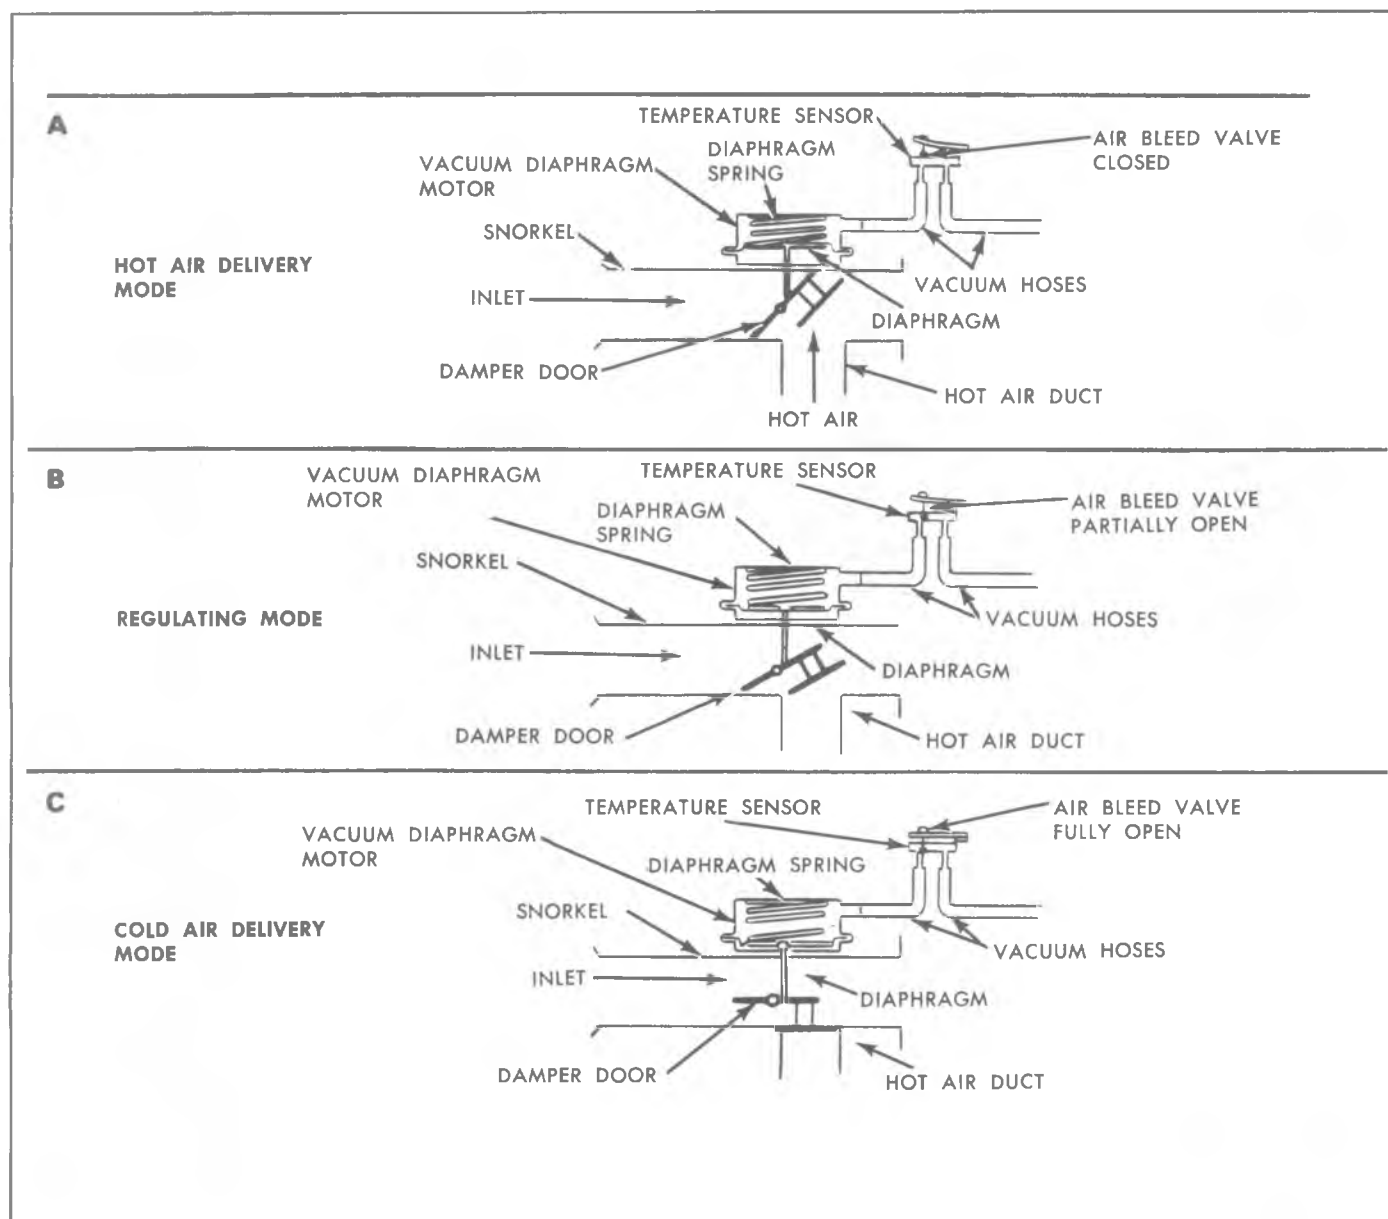 A
TEMPERATURE SENSOR
AIR BLEED VALVE
CLOSED
DIAPHRAGM
SPRING
VACUUM DIAPHRAGM
MOTOR
SNORKEL
HOT AIR DELIVERY
MODE
INLET
VACUUM HOSES
DIAPHRAGM
DAMPER DOOR
HOT AIR DUCT
HOT AIR
B
VACUUM DIAPHRAGM
MOTOR
TEMPERATURE SENSOR
AIR BLEED VALVE
PARTIALLY OPEN
DIAPHRAGM
SPRING
SNORKEL
REGULATING MODE
VACUUM HOSES
INLET
DIAPHRAGM
DAMPER DOOR
HOT AIR DUCT
C
TEMPERATURE SENSOR
AIR BLEED VALVE
FULLY OPEN
VACUUM DIAPHRAGM
MOTOR
DIAPHRAGM SPRING
SNORKEL
COLD AIR DELIVERY
MODE
VACUUM HOSES
INLET
DIAPHRAGM
DAMPER DOOR
HOT AIR DUCT